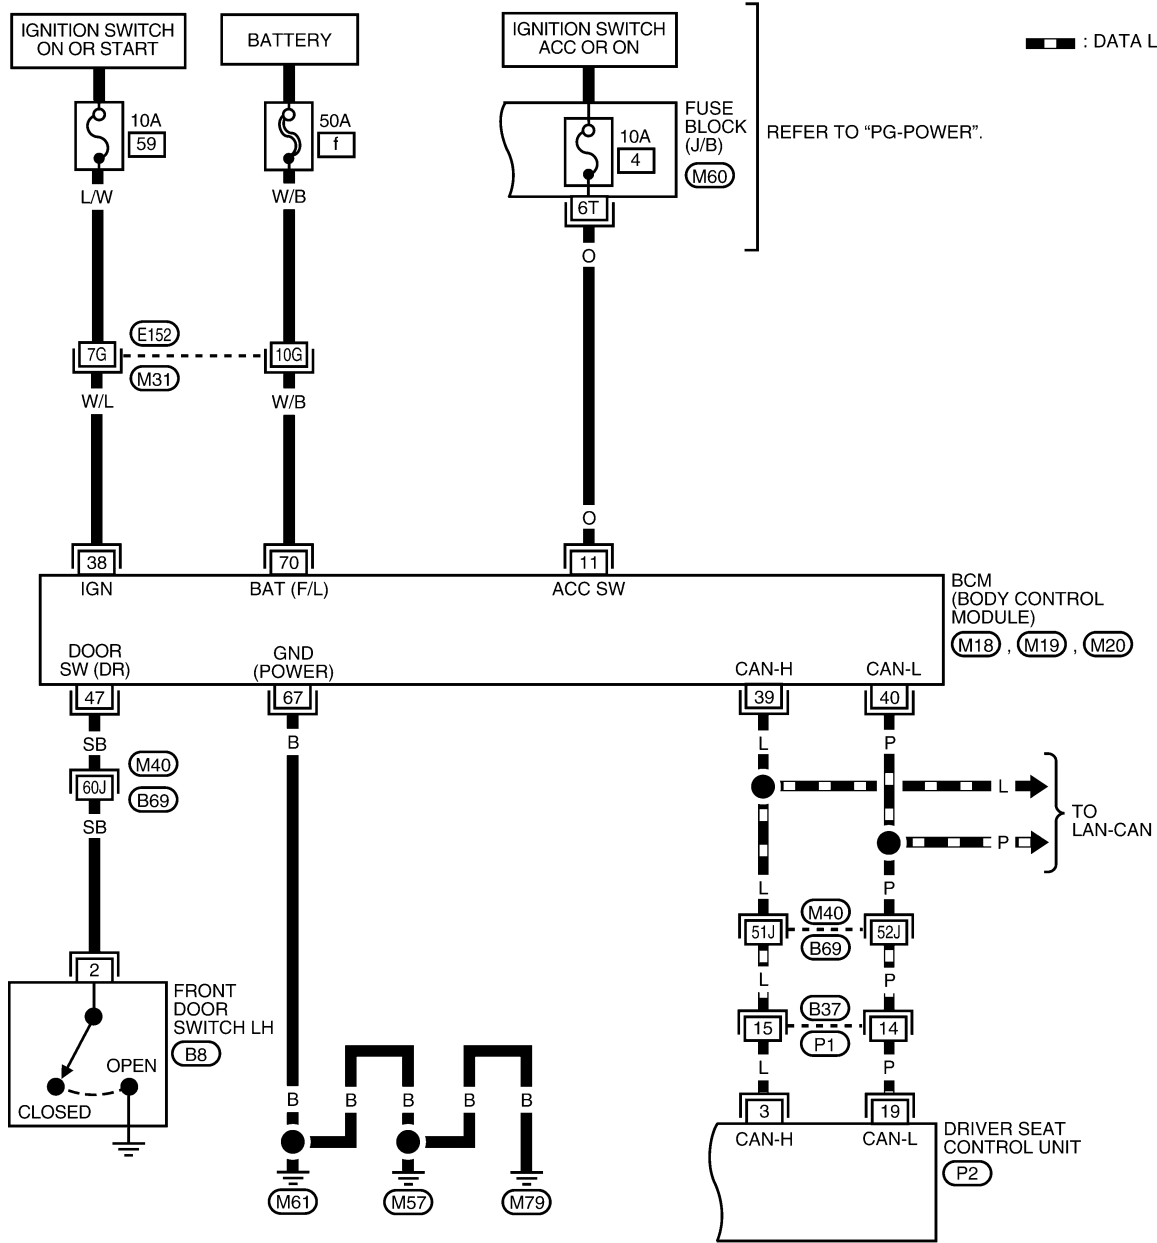 IGNITION SWITCH
ON OR START
BATTERY
IGNITION SWITCH
ACC OR ON
: DATA L
10A
59
50A
f
10A
4
FUSE
BLOCK
(J/B)
M60
REFER TO “PG-POWER”.
6T
L/W
W/B
O
7G
E152
M31
10G
W/L
W/B
O
38
70
11
IGN
BAT (F/L)
ACC SW
BCM
(BODY CONTROL
MODULE)
M18 , M19 , M20
DOOR
SW (DR)
GND
(POWER)
CAN-H
CAN-L
47
67
39
40
SB
B
L
P
60J
M40
B69
SB
L
P
TO
LAN-CAN
L
P
51J
M40
B69
52J
L
P
15
B37
P1
14
L
P
2
FRONT
DOOR
SWITCH LH
B8
OPEN
CLOSED
B
B
B
B
B
M61
M57
M79
3
19
CAN-H
CAN-L
DRIVER SEAT
CONTROL UNIT
P2